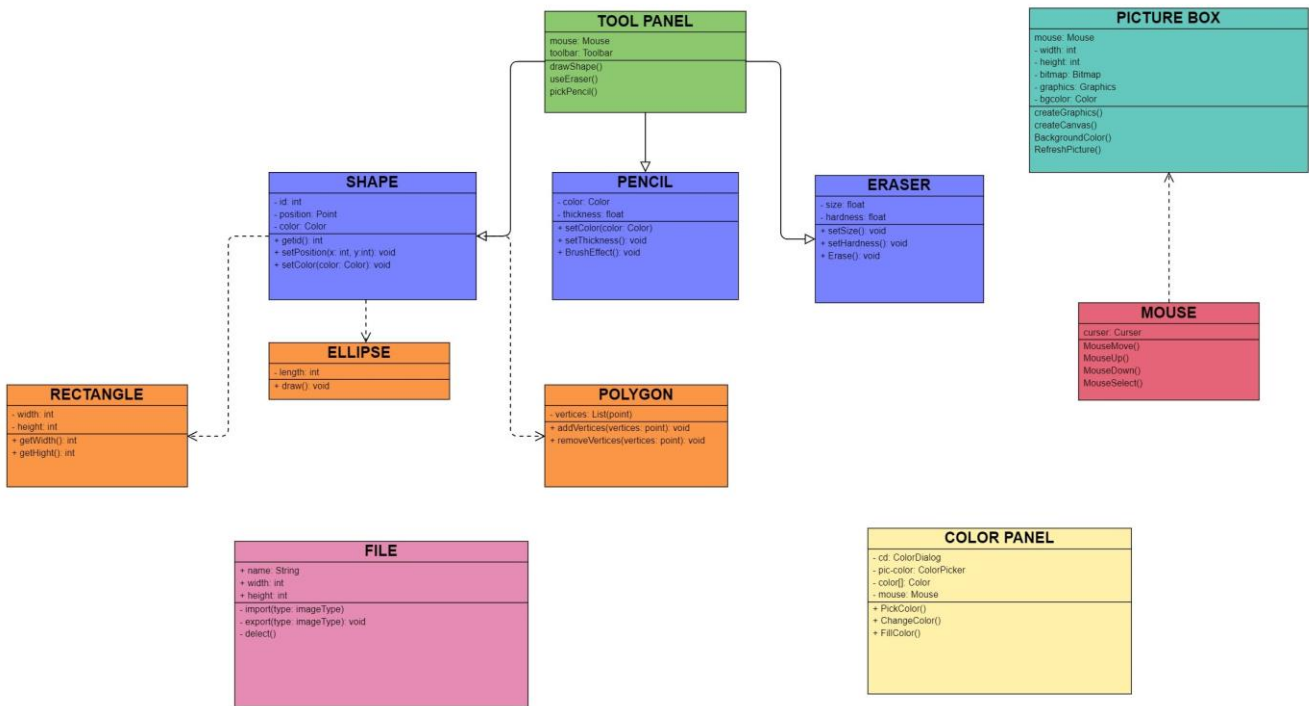 TOOL PANEL
mouse: Mouse
toolbar: Toolbar
drawShape()
useEraser()
pickPencil()
PICTURE BOX
mouse: Mouse
- width: int
- height: int
- bitmap: Bitmap
- graphics: Graphics
- bgcolor: Color
createGraphics()
createCanvas()
BackgroundColor()
RefreshPicture()
SHAPE
- id: int
- position: Point
- color: Color
+ getid(): int
+ setPosition(x: int, y:int): void
+ setColor(color: Color): void
PENCIL
- color: Color
- thickness: float
+ setColor(color: Color)
+ setThickness(): void
+ BrushEffect(): void
ERASER
- size: float
- hardness: float
+ setSize(): void
+ setHardness(): void
+ Erase(): void
MOUSE
curser: Curser
MouseMove()
MouseUp()
MouseDown()
MouseSelect()
ELLIPSE
- length: int
+ draw(): void
RECTANGLE
- width: int
- height: int
+ getWidth(): int
+ getHight(): int
POLYGON
- vertices: List(point)
+ addVertices(vertices: point): void
+ removeVertices(vertices: point): void
FILE
+ name: String
+ width: int
+ height: int
- import(type: imageType)
- export(type: imageType): void
- delect()
COLOR PANEL
- cd: ColorDialog
- pic-color: ColorPicker
- color[]: Color
- mouse: Mouse
+ PickColor()
+ ChangeColor()
+ FillColor()